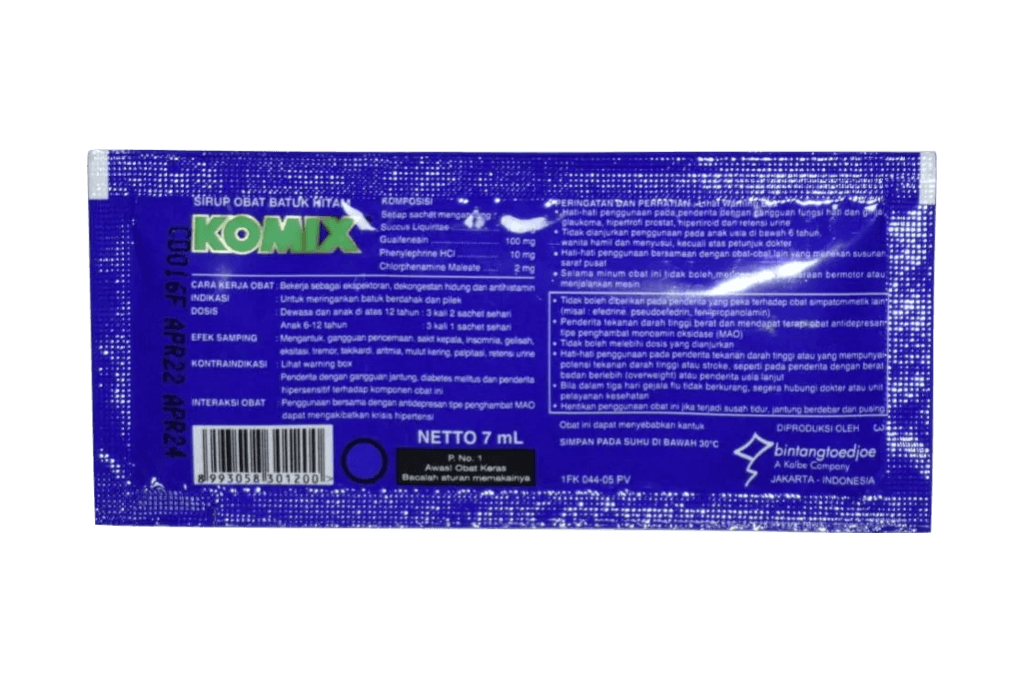 SIRUP OBAT BATUK HITAM
KOMIX
KOMPOSISI
Setiap sachet mengandung :
Succus Liquiritae
Guaifenesin 100 mg
Phenylephrine HCl 10 mg
Chlorphenamine Maleate 2 mg
CARA KERJA OBAT : Bekerja sebagai ekspektoran, dekongestan hidung dan antihistamin
INDIKASI : Untuk meringankan batuk berdahak dan pilek
DOSIS : Dewasa dan anak di atas 12 tahun : 3 kali 2 sachet sehari
Anak 6-12 tahun : 3 kali 1 sachet sehari
EFEK SAMPING : Mengantuk, gangguan pencernaan, sakit kepala, insomnia, gelisah,
eksitasi, tremor, takikardi, aritmia, mulut kering, palpitasi, retensi urine
KONTRAINDIKASI : Lihat warning box
Penderita dengan gangguan jantung, diabetes melitus dan penderita
hipersensitif terhadap komponen obat ini
INTERAKSI OBAT : Penggunaan bersama dengan antidepresan tipe penghambat MAO
dapat mengakibatkan krisis hipertensi
8 993058 301200 >
NETTO 7 mL
P. No. 1
Awas! Obat Keras
Bacalah aturan memakainya
CD016F APR22 APR24
PERINGATAN DAN PERHATIAN : Lihat Warning
• Hati-hati penggunaan pada penderita dengan gangguan fungsi hati dan ginjal,
glaukoma, hipertrofi prostat, hipertiroid dan retensi urine
• Tidak dianjurkan penggunaan pada anak usia di bawah 6 tahun,
wanita hamil dan menyusui, kecuali atas petunjuk dokter
• Hati-hati penggunaan bersamaan dengan obat-obat lain yang menekan susunan
saraf pusat
• Selama minum obat ini tidak boleh kendaraan bermotor atau
menjalankan mesin
• Tidak boleh diberikan pada penderita yang peka terhadap obat simpatomimetik lain
(misal : efedrine, pseudoefedrin, fenilpropanolamin)
• Penderita tekanan darah tinggi berat dan mendapat terapi obat antidepresan
tipe penghambat monoamin oksidase (MAO)
• Tidak boleh melebihi dosis yang dianjurkan
• Hati-hati penggunaan pada penderita tekanan darah tinggi atau yang mempunyai
potensi tekanan darah tinggi atau stroke, seperti pada penderita dengan berat
badan berlebih (overweight) atau penderita usia lanjut
• Bila dalam tiga hari gejala flu tidak berkurang, segera hubungi dokter atau unit
pelayanan kesehatan
• Hentikan penggunaan obat ini jika terjadi susah tidur, jantung berdebar dan pusing
Obat ini dapat menyebabkan kantuk
SIMPAN PADA SUHU DI BAWAH 30°C
1FK 044-05 PV
DIPRODUKSI OLEH
bintangtoedjoe
A Kalbe Company
JAKARTA - INDONESIA